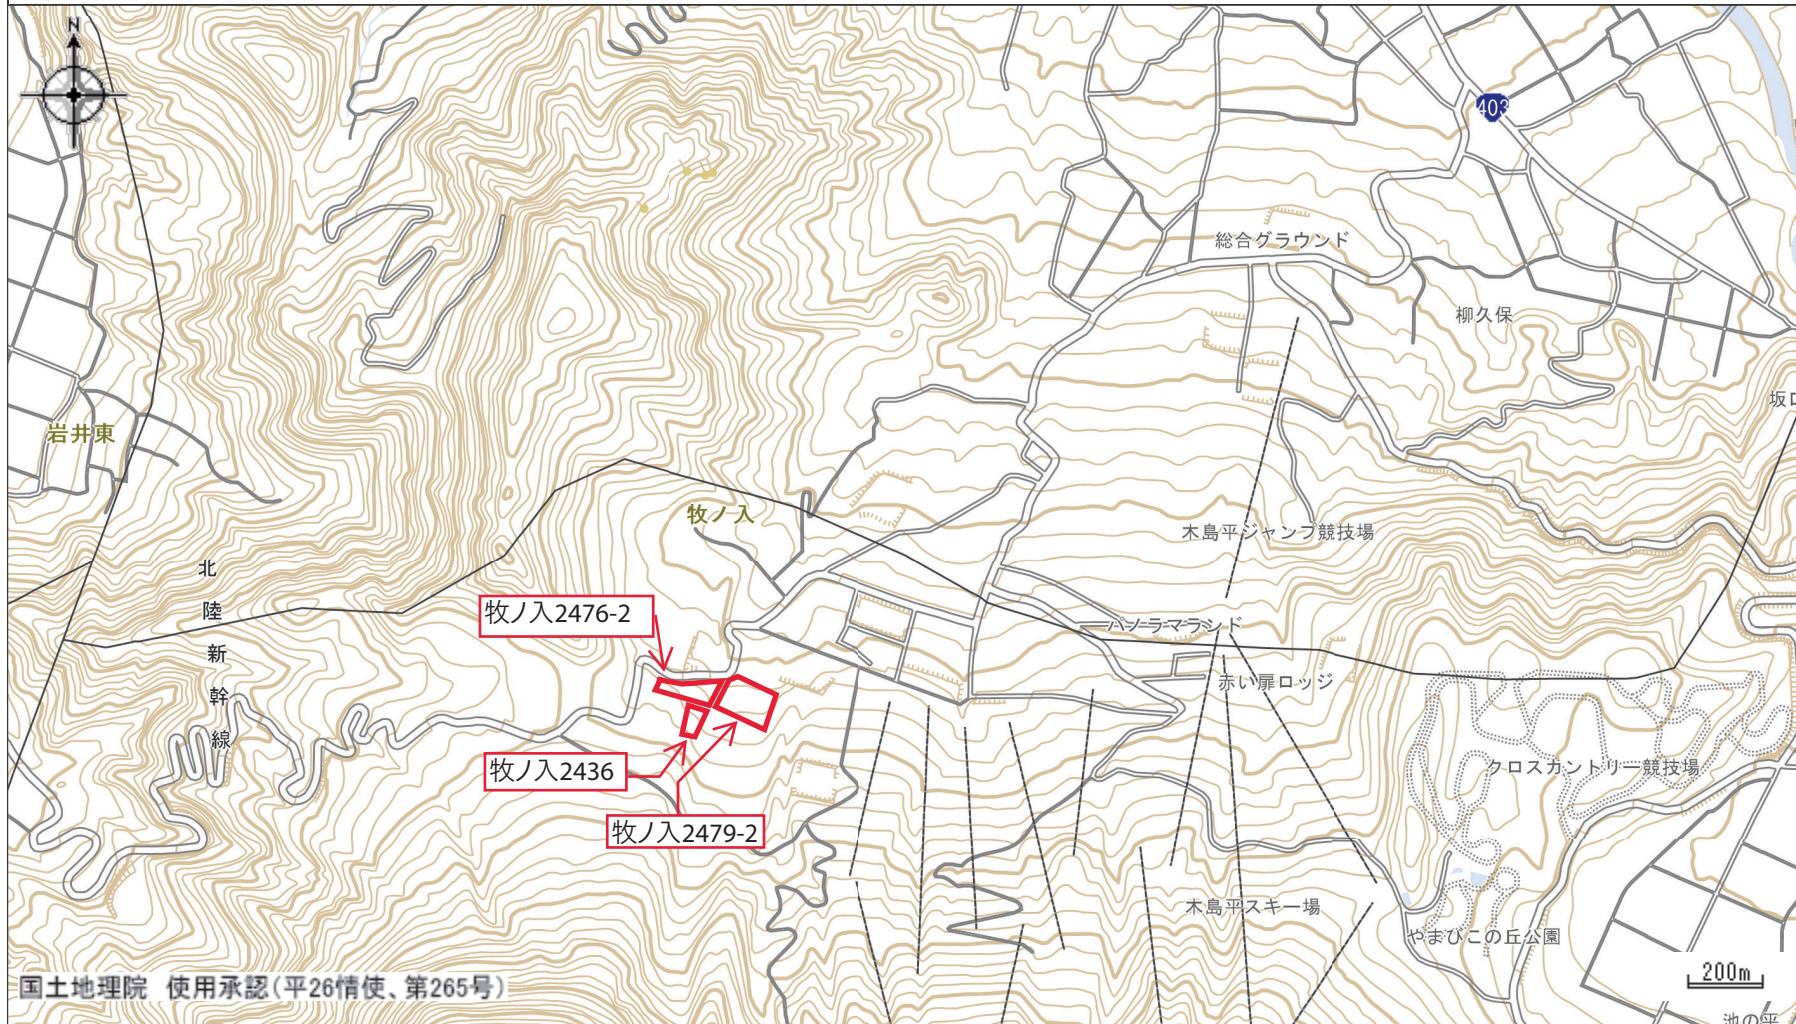 N
403
総合グラウンド
柳久保
岩井東
牧ノ入
木島平ジャンプ競技場
北陸新幹線
牧ノ入2476-2
パノラマランド
赤い扉ロッジ
牧ノ入2436
クロスカントリー競技場
牧ノ入2479-2
木島平スキー場
やまびこの丘公園
200m
国土地理院 使用承認(平26情使、第265号)
池の平